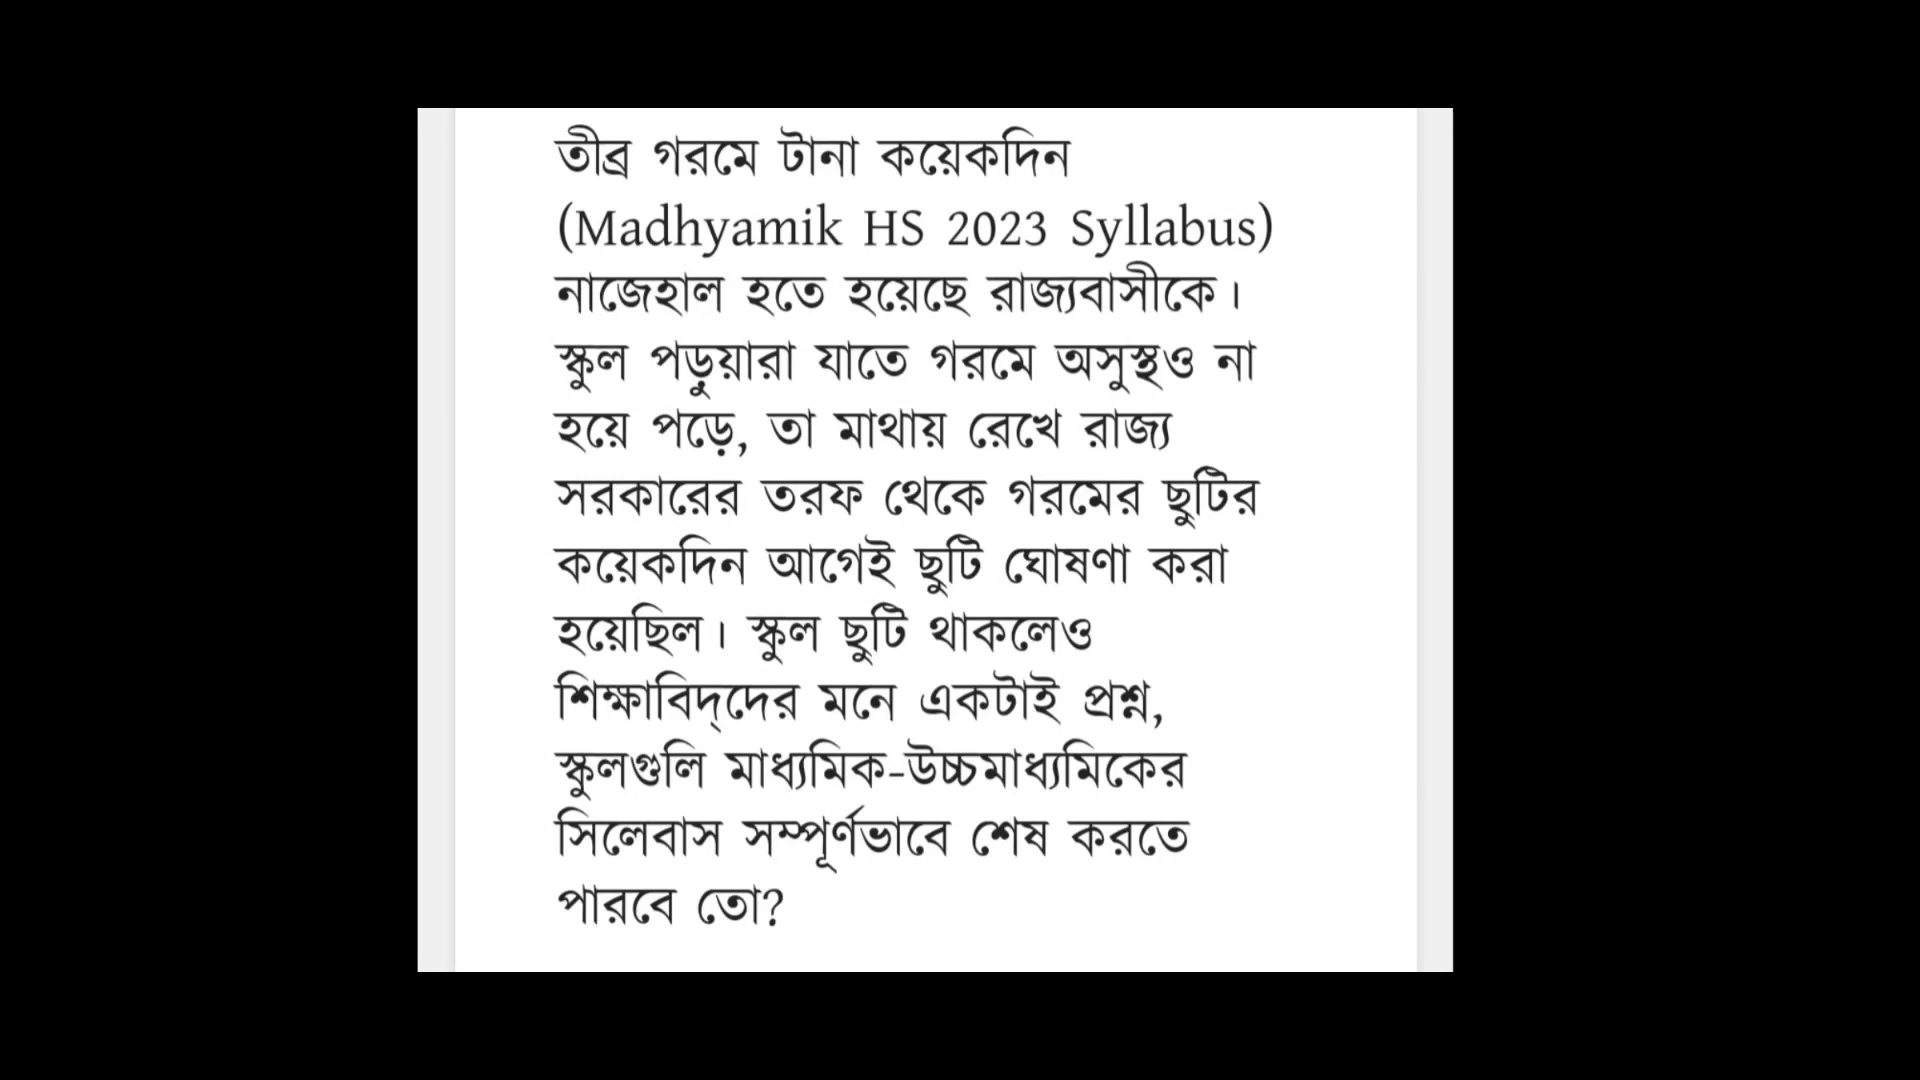 তীব্র গরমে টানা কয়েকদিন
(Madhyamik HS 2023 Syllabus)
নাজেহাল হতে হয়েছে রাজ্যবাসীকে।
স্কুল পড়ুয়ারা যাতে গরমে অসুস্থও না
হয়ে পড়ে, তা মাথায় রেখে রাজ্য
সরকারের তরফ থেকে গরমের ছুটির
কয়েকদিন আগেই ছুটি ঘোষণা করা
হয়েছিল। স্কুল ছুটি থাকলেও
শিক্ষাবিদ্‌দের মনে একটাই প্রশ্ন,
স্কুলগুলি মাধ্যমিক-উচ্চমাধ্যমিকের
সিলেবাস সম্পূর্ণভাবে শেষ করতে
পারবে তো?